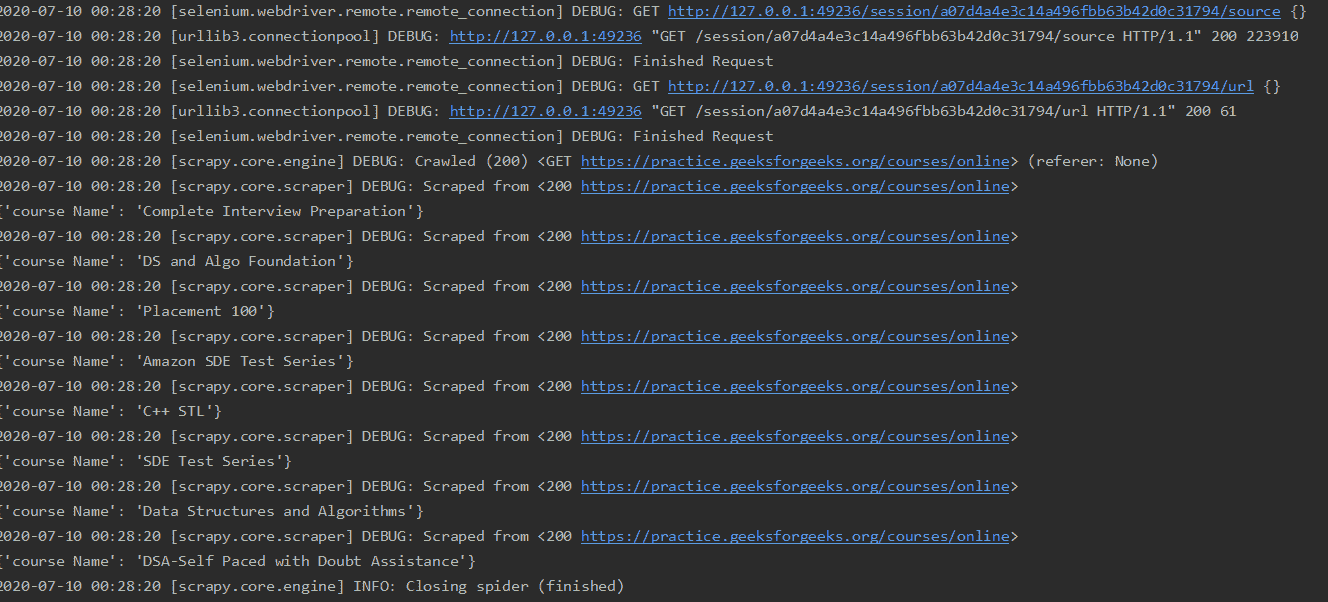 2020-07-10 00:28:20 [selenium.webdriver.remote.remote_connection] DEBUG: GET http://127.0.0.1:49236/session/a07d4a4e3c14a496fbb63b42d0c31794/source {}
2020-07-10 00:28:20 [urllib3.connectionpool] DEBUG: http://127.0.0.1:49236 "GET /session/a07d4a4e3c14a496fbb63b42d0c31794/source HTTP/1.1" 200 223910
2020-07-10 00:28:20 [selenium.webdriver.remote.remote_connection] DEBUG: Finished Request
2020-07-10 00:28:20 [selenium.webdriver.remote.remote_connection] DEBUG: GET http://127.0.0.1:49236/session/a07d4a4e3c14a496fbb63b42d0c31794/url {}
2020-07-10 00:28:20 [urllib3.connectionpool] DEBUG: http://127.0.0.1:49236 "GET /session/a07d4a4e3c14a496fbb63b42d0c31794/url HTTP/1.1" 200 61
2020-07-10 00:28:20 [selenium.webdriver.remote.remote_connection] DEBUG: Finished Request
2020-07-10 00:28:20 [scrapy.core.engine] DEBUG: Crawled (200) <GET https://practice.geeksforgeeks.org/courses/online> (referer: None)
2020-07-10 00:28:20 [scrapy.core.scraper] DEBUG: Scraped from <200 https://practice.geeksforgeeks.org/courses/online>
{'course Name': 'Complete Interview Preparation'}
2020-07-10 00:28:20 [scrapy.core.scraper] DEBUG: Scraped from <200 https://practice.geeksforgeeks.org/courses/online>
{'course Name': 'DS and Algo Foundation'}
2020-07-10 00:28:20 [scrapy.core.scraper] DEBUG: Scraped from <200 https://practice.geeksforgeeks.org/courses/online>
{'course Name': 'Placement 100'}
2020-07-10 00:28:20 [scrapy.core.scraper] DEBUG: Scraped from <200 https://practice.geeksforgeeks.org/courses/online>
{'course Name': 'Amazon SDE Test Series'}
2020-07-10 00:28:20 [scrapy.core.scraper] DEBUG: Scraped from <200 https://practice.geeksforgeeks.org/courses/online>
{'course Name': 'C++ STL'}
2020-07-10 00:28:20 [scrapy.core.scraper] DEBUG: Scraped from <200 https://practice.geeksforgeeks.org/courses/online>
{'course Name': 'SDE Test Series'}
2020-07-10 00:28:20 [scrapy.core.scraper] DEBUG: Scraped from <200 https://practice.geeksforgeeks.org/courses/online>
{'course Name': 'Data Structures and Algorithms'}
2020-07-10 00:28:20 [scrapy.core.scraper] DEBUG: Scraped from <200 https://practice.geeksforgeeks.org/courses/online>
{'course Name': 'DSA-Self Paced with Doubt Assistance'}
2020-07-10 00:28:20 [scrapy.core.engine] INFO: Closing spider (finished)